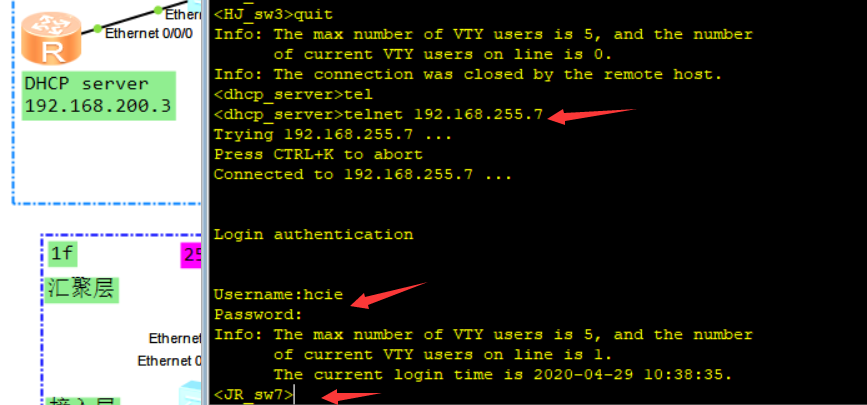 Ethern
Ethernet 0/0/0
R
DHCP server
192.168.200.3
1f
25
汇聚层
Ethernet
Ethernet 0
接入层
<HJ_sw3>quit
Info: The max number of VTY users is 5, and the number
of current VTY users on line is 0.
Info: The connection was closed by the remote host.
<dhcp_server>tel
<dhcp_server>telnet 192.168.255.7
Trying 192.168.255.7 ...
Press CTRL+K to abort
Connected to 192.168.255.7 ...
Login authentication
Username:hcie
Password:
Info: The max number of VTY users is 5, and the number
of current VTY users on line is 1.
The current login time is 2020-04-29 10:38:35.
<JR_sw7>